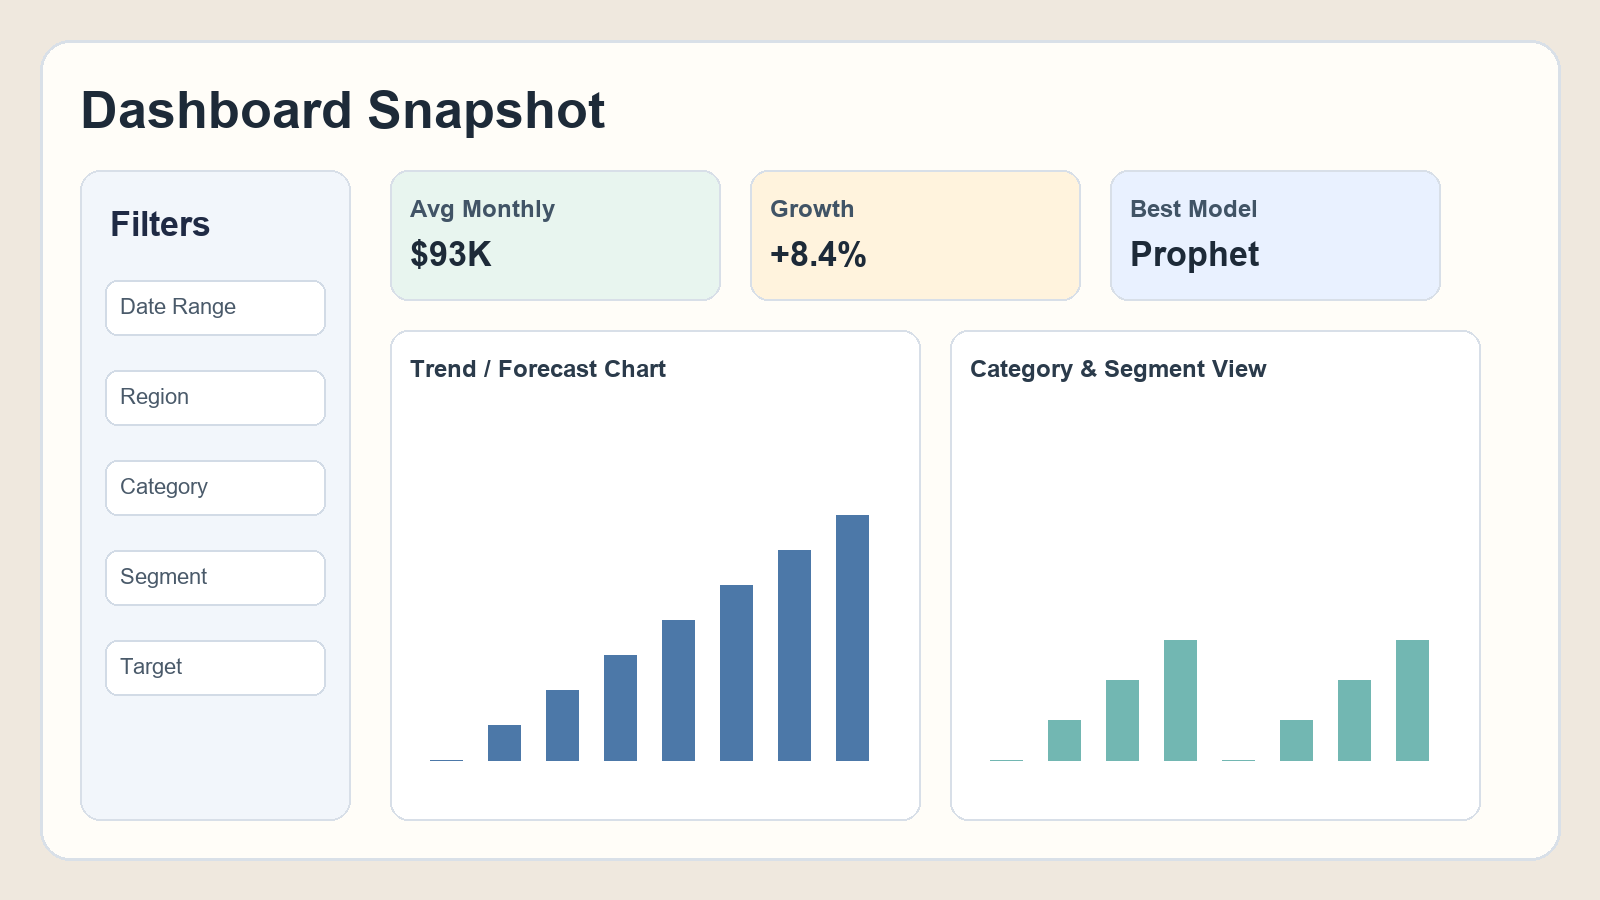 Dashboard Snapshot
Filters
Date Range
Region
Category
Segment
Target
Avg Monthly
$93K
Growth
+8.4%
Best Model
Prophet
Trend / Forecast Chart
Category & Segment View